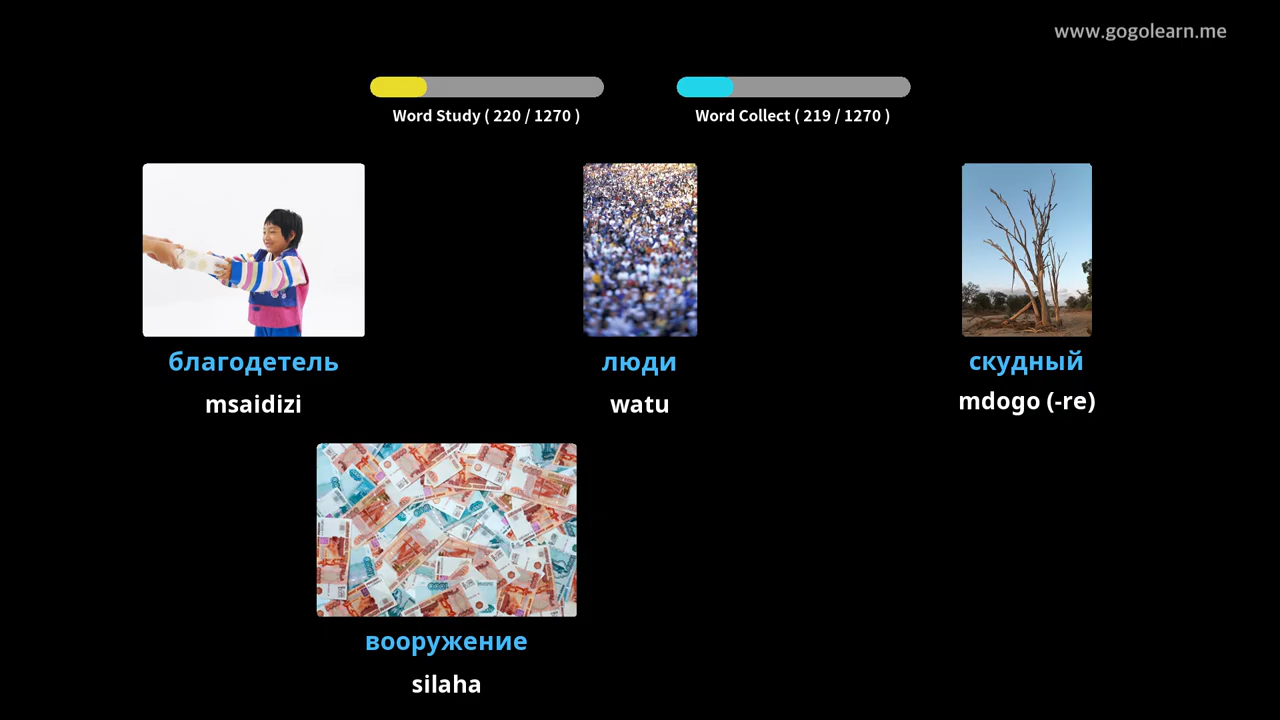 www.gogolearn.me
Word Study ( 220 / 1270 )
Word Collect ( 219 / 1270 )
благодетель
msaidizi
люди
watu
скудный
mdogo (-re)
вооружение
silaha